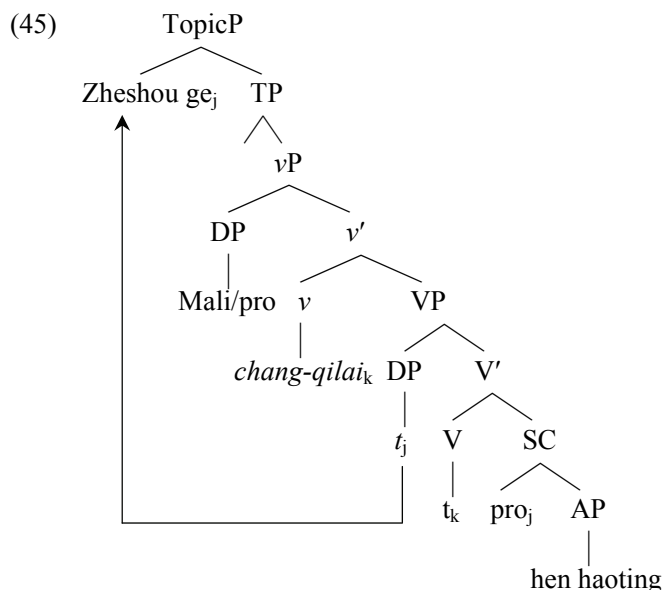 (45) TopicP
Zheshou geⱼ TP
vP
DP v′
Mali/pro v VP
chang-qilaiₖ DP V′
tⱼ V SC
tₖ proⱼ AP
hen haoting